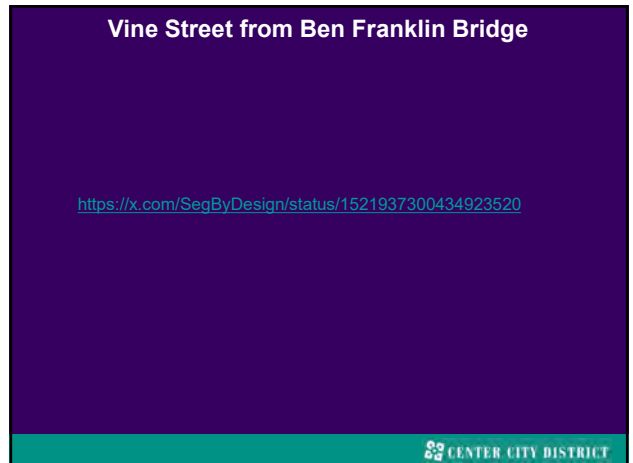 Vine Street from Ben Franklin Bridge
https://x.com/SegByDesign/status/1521937300434923520
CENTER CITY DISTRICT